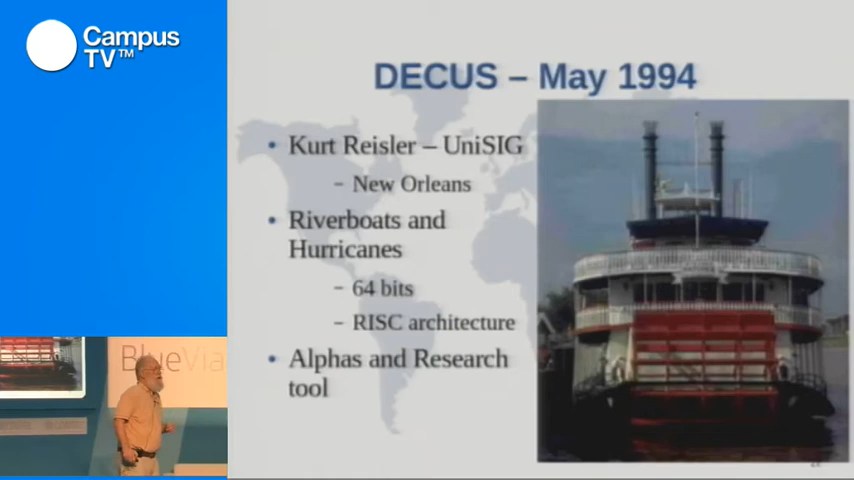 Campus
TV™
DECUS – May 1994
• Kurt Reisler – UniSIG
– New Orleans
• Riverboats and
Hurricanes
– 64 bits
– RISC architecture
• Alphas and Research
tool
BlueVia